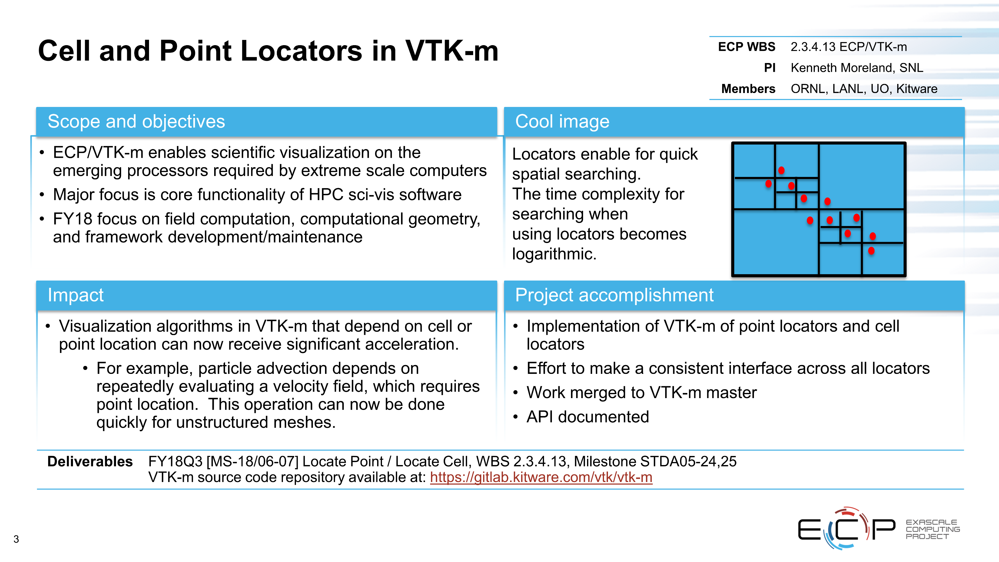 Cell and Point Locators in VTK-m
ECP WBS 2.3.4.13 ECP/VTK-m
PI Kenneth Moreland, SNL
Members ORNL, LANL, UO, Kitware
Scope and objectives
• ECP/VTK-m enables scientific visualization on the
emerging processors required by extreme scale computers
• Major focus is core functionality of HPC sci-vis software
• FY18 focus on field computation, computational geometry,
and framework development/maintenance
Cool image
Locators enable for quick
spatial searching.
The time complexity for
searching when
using locators becomes
logarithmic.
Impact
• Visualization algorithms in VTK-m that depend on cell or
point location can now receive significant acceleration.
• For example, particle advection depends on
repeatedly evaluating a velocity field, which requires
point location.  This operation can now be done
quickly for unstructured meshes.
Project accomplishment
• Implementation of VTK-m of point locators and cell
locators
• Effort to make a consistent interface across all locators
• Work merged to VTK-m master
• API documented
Deliverables FY18Q3 [MS-18/06-07] Locate Point / Locate Cell, WBS 2.3.4.13, Milestone STDA05-24,25
VTK-m source code repository available at: https://gitlab.kitware.com/vtk/vtk-m
3
ECP
EXASCALE
COMPUTING
PROJECT